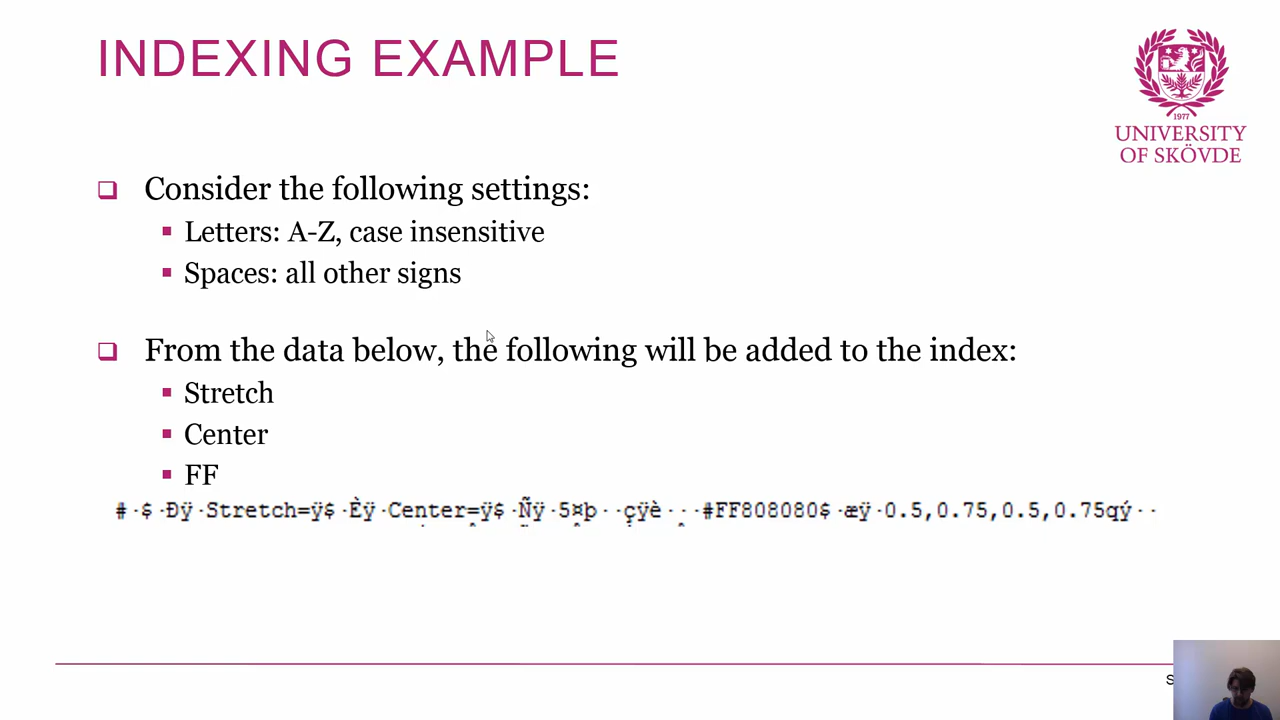 INDEXING EXAMPLE
1977
UNIVERSITY
OF SKÖVDE
Consider the following settings:
Letters: A-Z, case insensitive
Spaces: all other signs
From the data below, the following will be added to the index:
Stretch
Center
FF
#·$·Ðÿ·Stretch=ÿ$·Èÿ·Center=ÿ$·Ñÿ·5¤þ··çÿè···#FF808080$·æÿ·0.5,0.75,0.5,0.75qý··
S